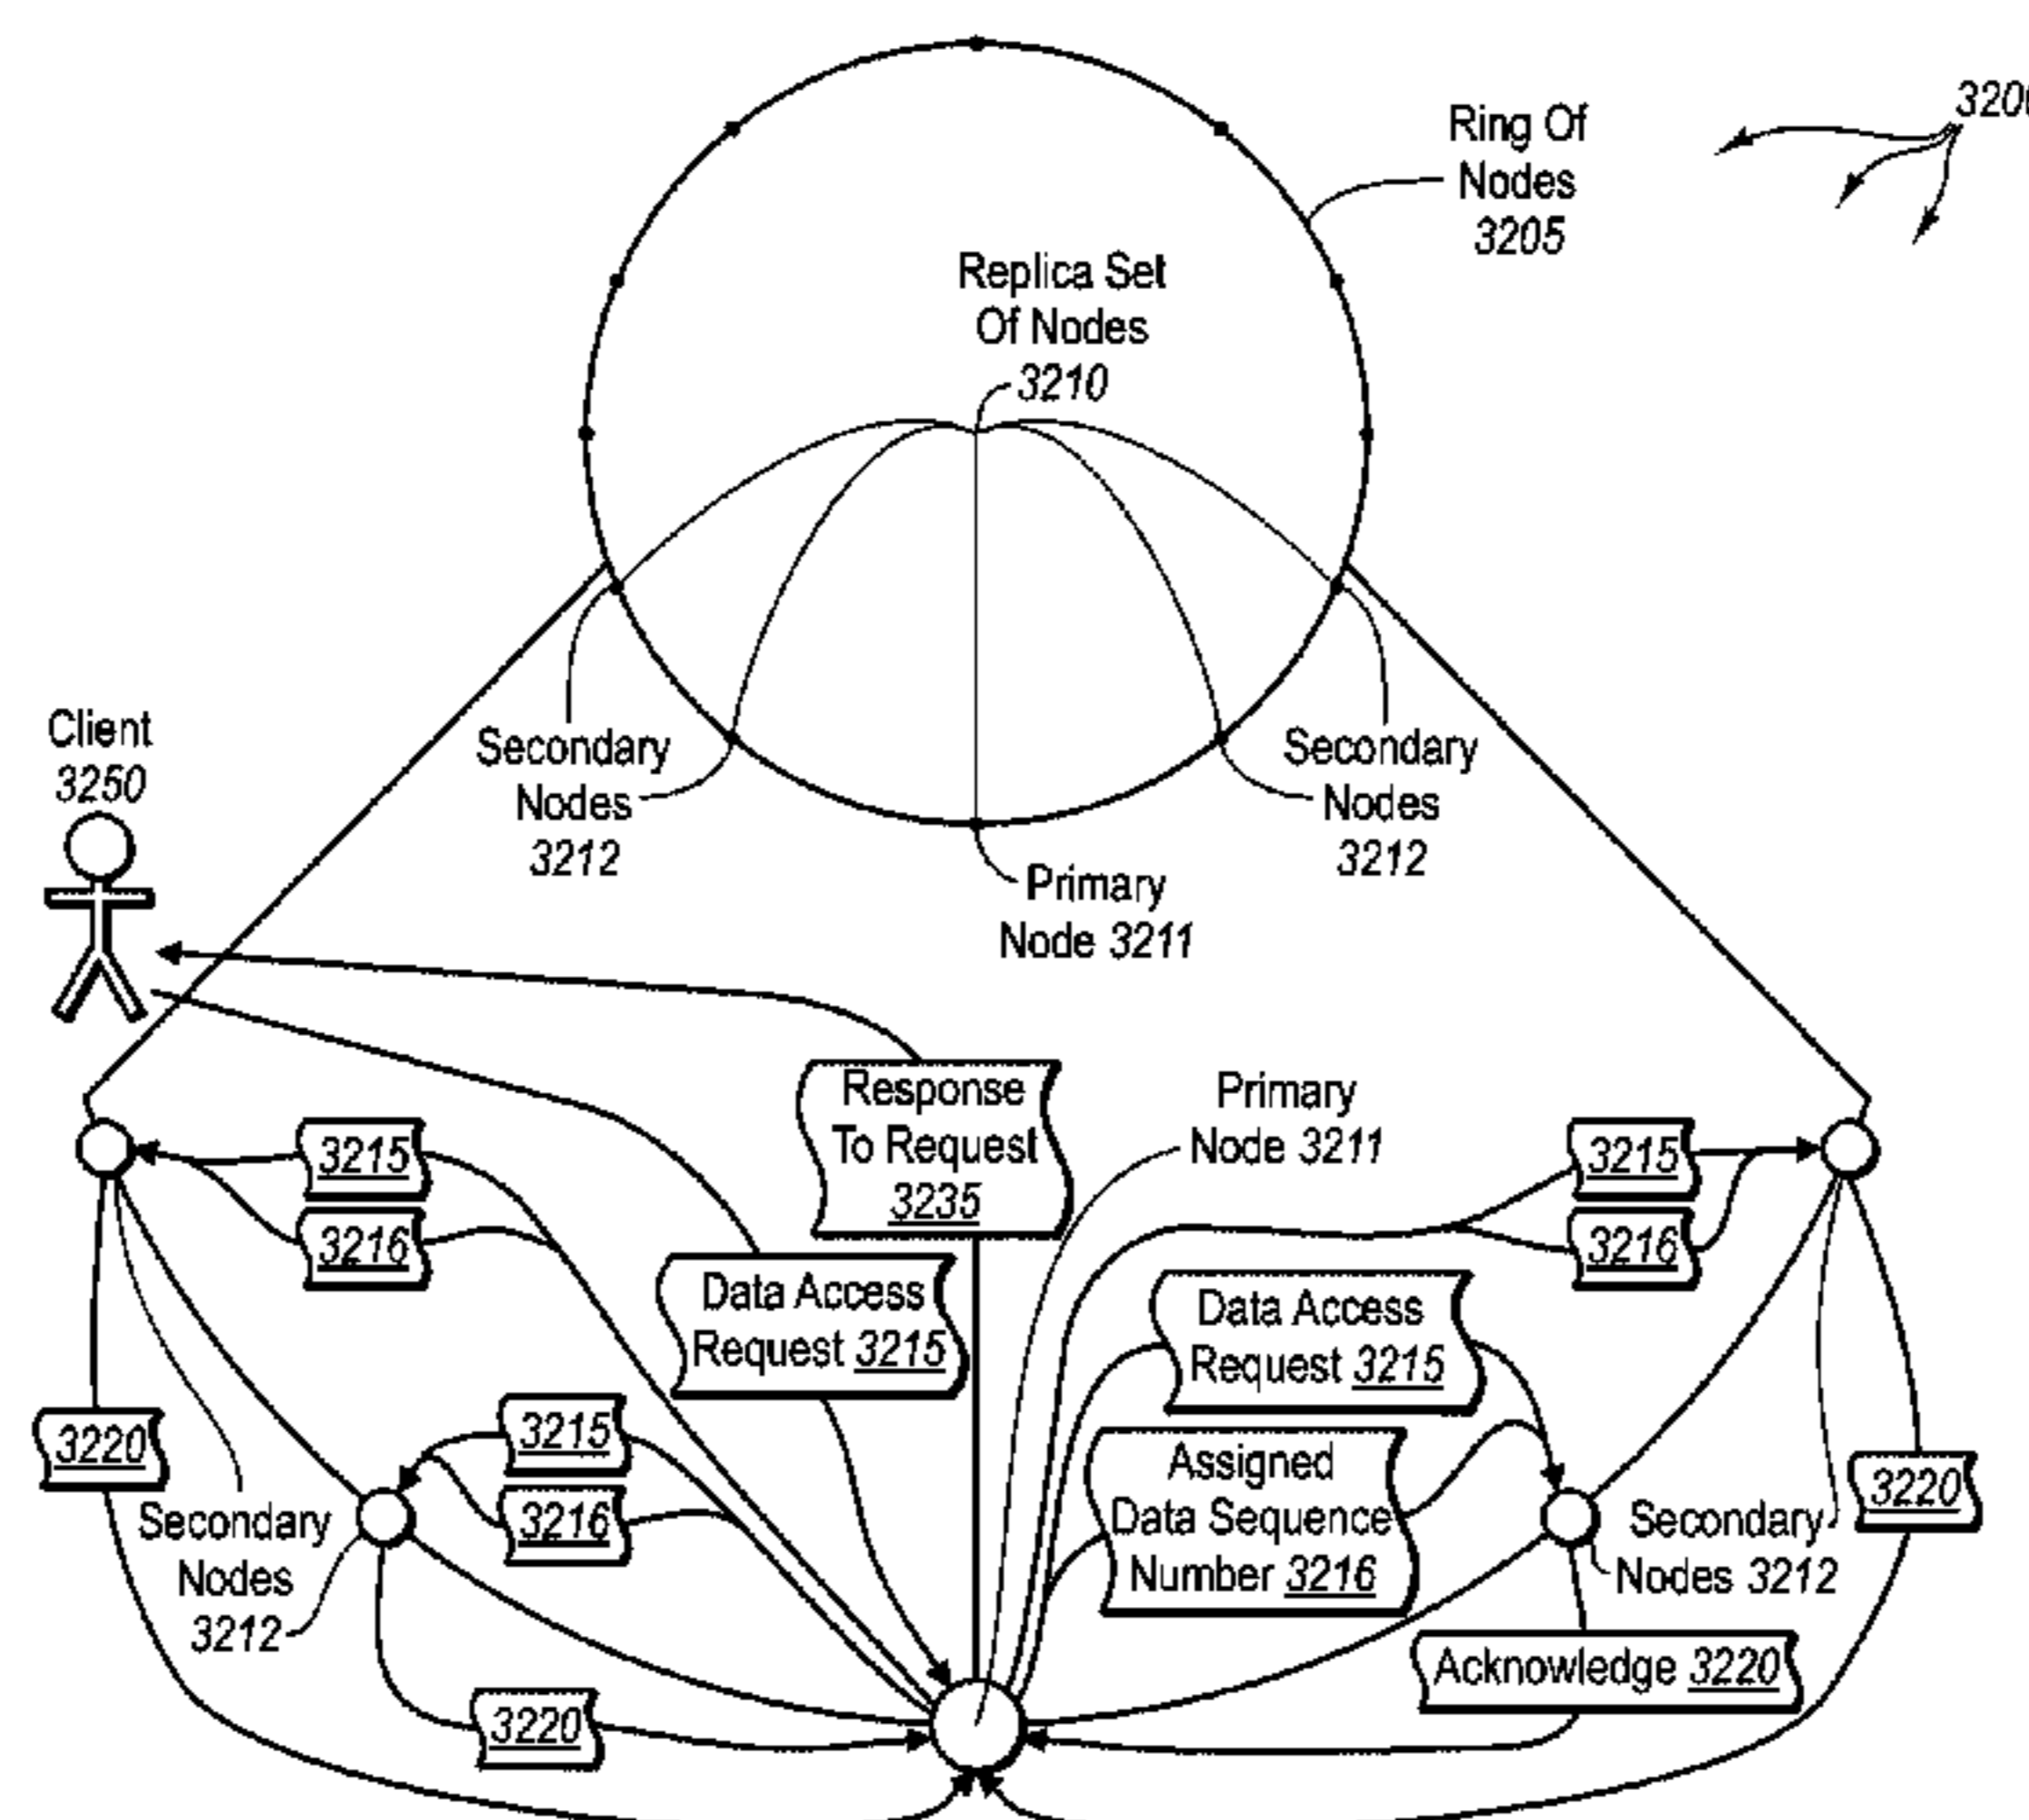 3200
Ring Of
Nodes
3205
Replica Set
Of Nodes
3210
Client
3250
Secondary
Nodes
3212
Secondary
Nodes
3212
Primary
Node 3211
Response
To Request
3235
Primary
Node 3211
3215
3216
3215
3216
Data Access
Request 3215
Data Access
Request 3215
3215
3216
Assigned
Data Sequence
Number 3216
3220
3220
Secondary
Nodes
3212
Secondary
Nodes 3212
3220
Acknowledge 3220